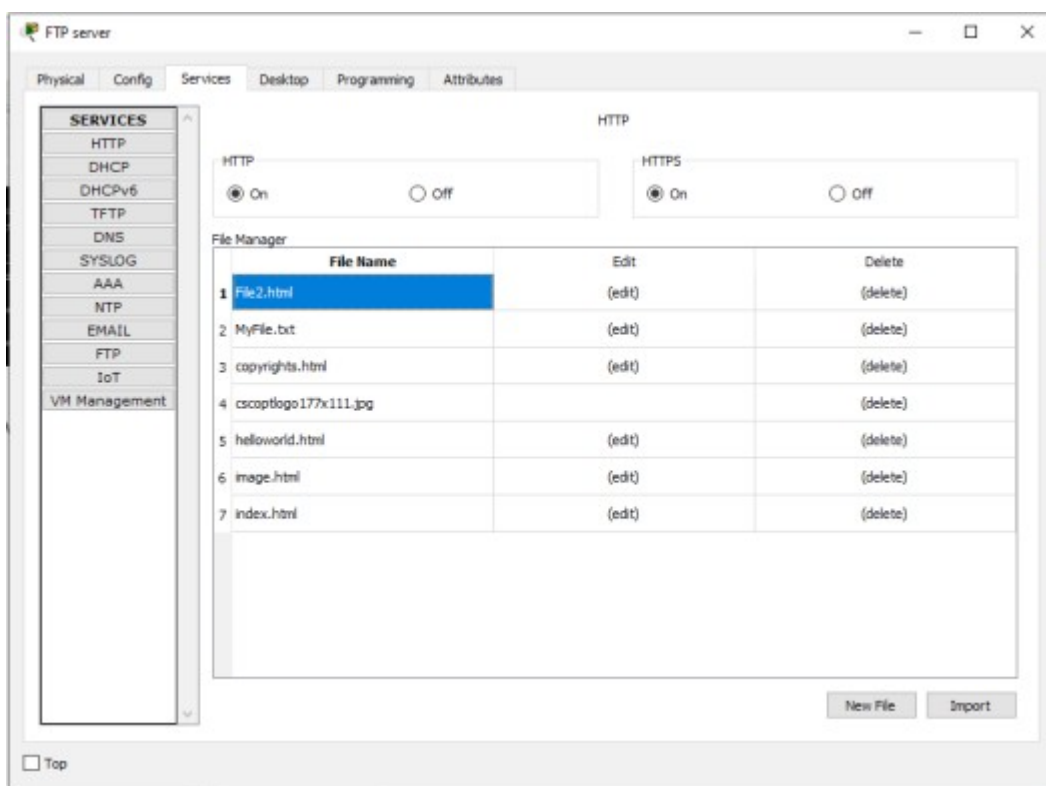 FTP server
Physical Config Services Desktop Programming Attributes
SERVICES
HTTP
DHCP
DHCPv6
TFTP
DNS
SYSLOG
AAA
NTP
EMAIL
FTP
IoT
VM Management
HTTP
HTTP HTTPS
On Off On Off
File Manager
File Name Edit Delete
1 File2.html (edit) (delete)
2 MyFile.txt (edit) (delete)
3 copyrights.html (edit) (delete)
4 cscoptlogo177x111.jpg (delete)
5 helloworld.html (edit) (delete)
6 image.html (edit) (delete)
7 index.html (edit) (delete)
New File Import
Top